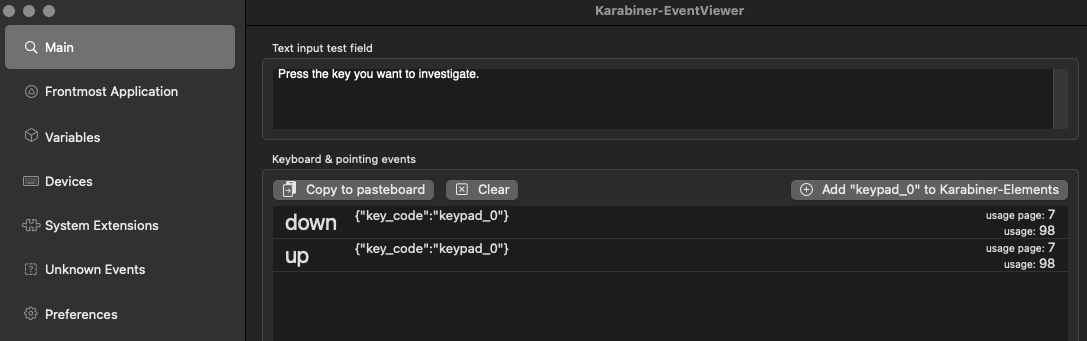 Karabiner-EventViewer
Main
Frontmost Application
Variables
Devices
System Extensions
Unknown Events
Preferences
Text input test field
Press the key you want to investigate.
Keyboard & pointing events
Copy to pasteboard Clear Add "keypad_0" to Karabiner-Elements
down {"key_code":"keypad_0"} usage page: 7
usage: 98
up {"key_code":"keypad_0"} usage page: 7
usage: 98